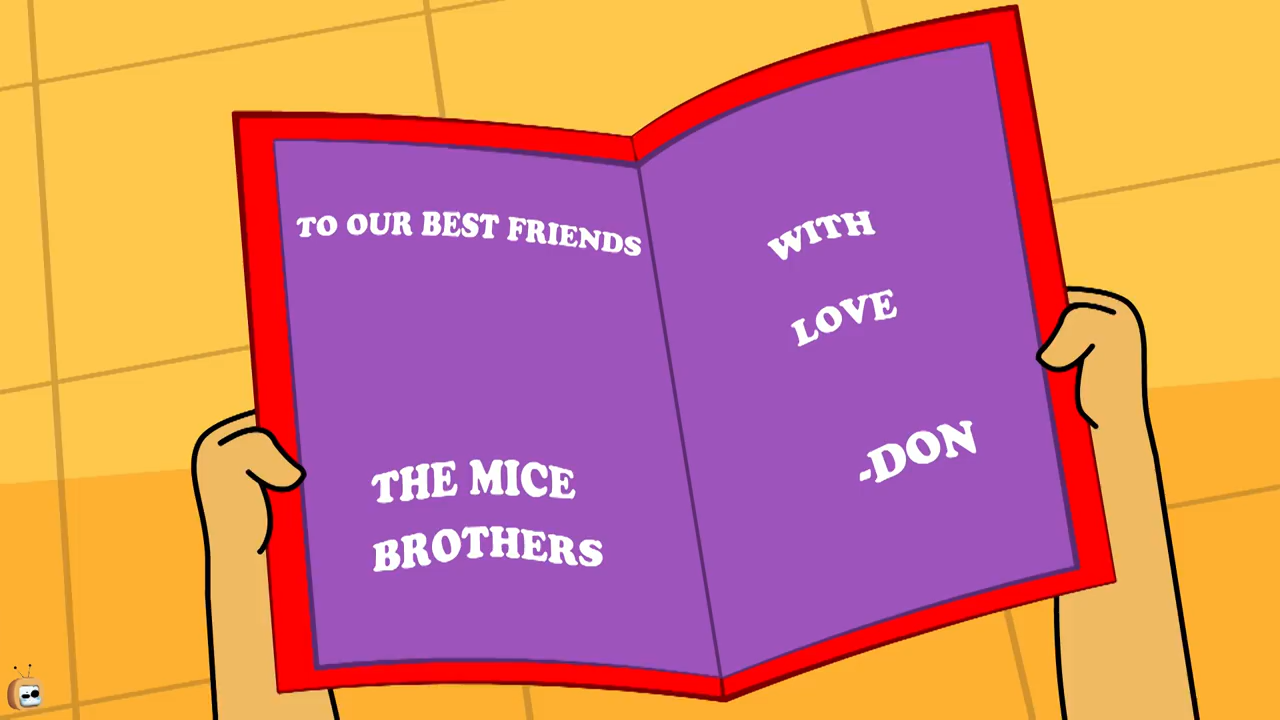 TO OUR BEST FRIENDS
THE MICE
BROTHERS
WITH
LOVE
-DON